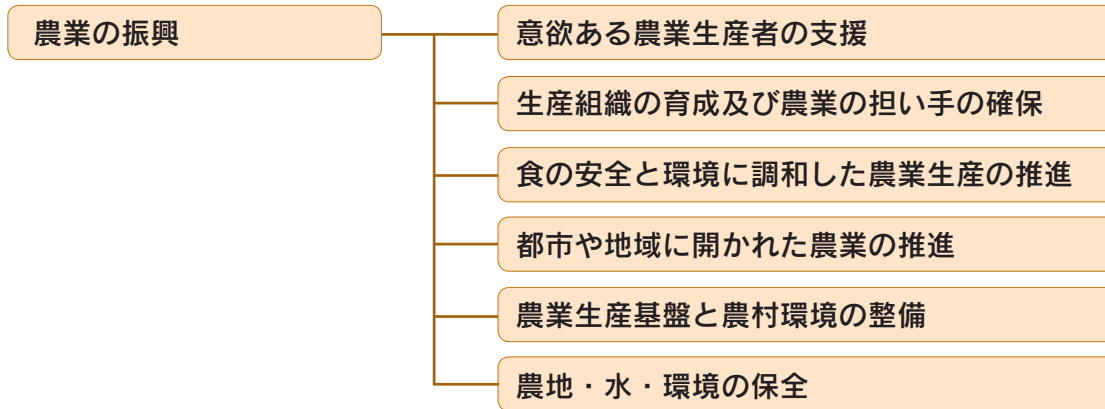 農業の振興
意欲ある農業生産者の支援
生産組織の育成及び農業の担い手の確保
食の安全と環境に調和した農業生産の推進
都市や地域に開かれた農業の推進
農業生産基盤と農村環境の整備
農地・水・環境の保全